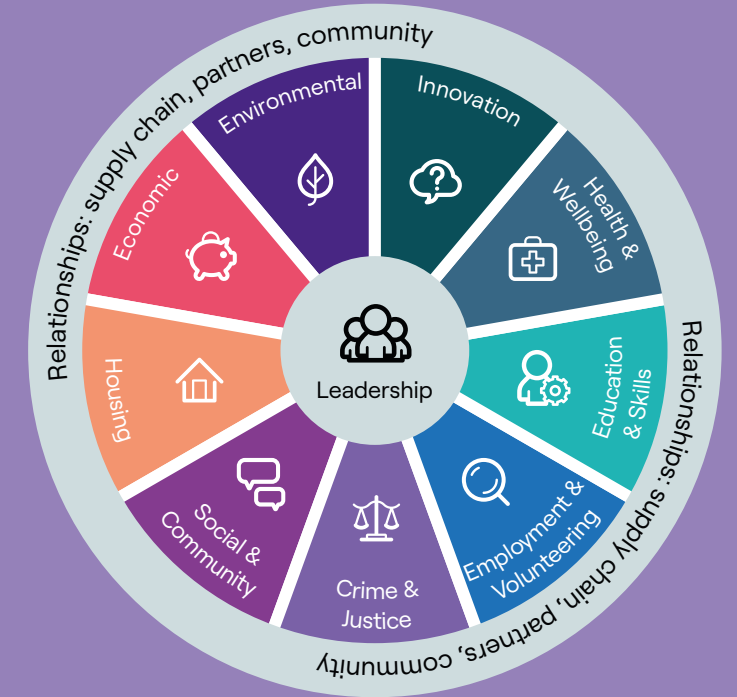 Relationships: supply chain, partners, community
Environmental
Innovation
Health &
Wellbeing
Education
& Skills
Employment &
Volunteering
Crime &
Justice
Social &
Community
Housing
Economic
Leadership
Relationships: supply chain, partners, community